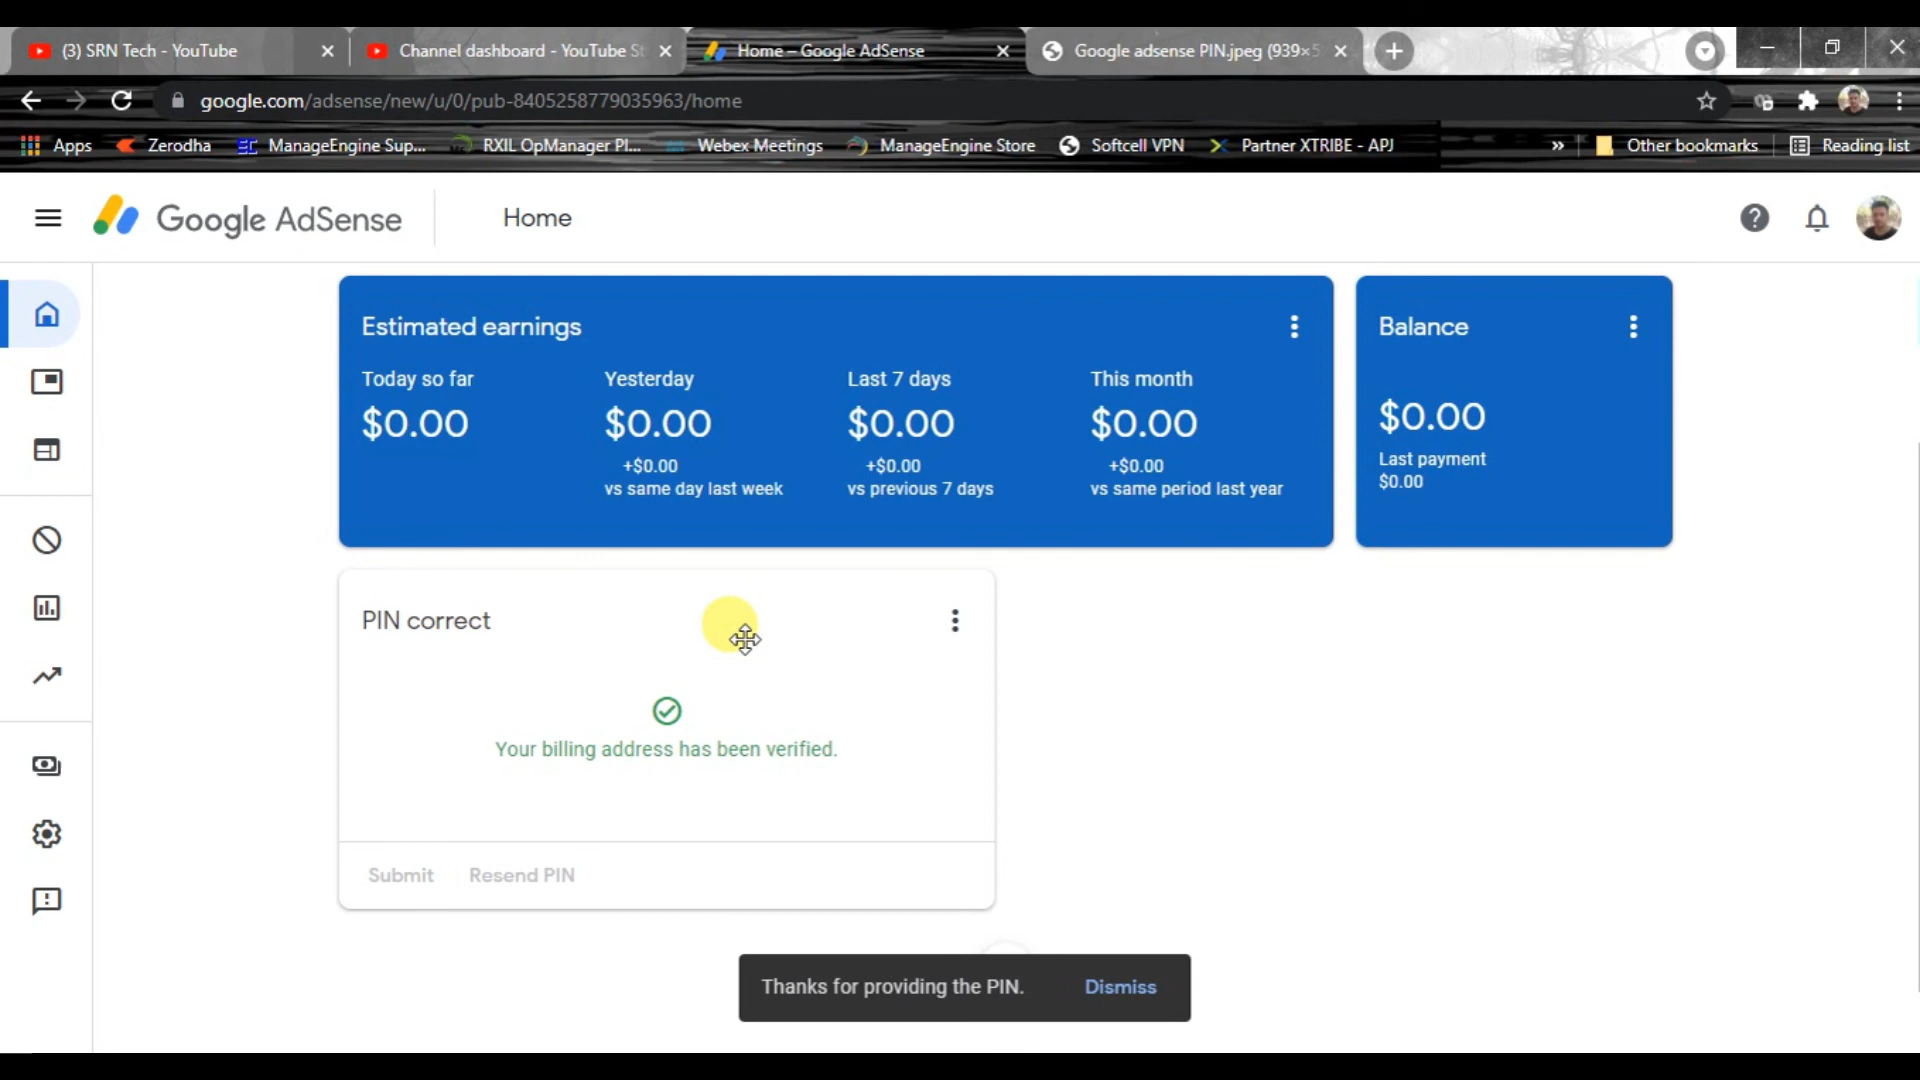 (3) SRN Tech - YouTube
Channel dashboard - YouTube St
Home – Google AdSense
Google adsense PIN.jpeg (939×5
google.com/adsense/new/u/0/pub-8405258779035963/home
Apps
Zerodha
ManageEngine Sup...
RXIL OpManager Pl...
Webex Meetings
ManageEngine Store
Softcell VPN
Partner XTRIBE - APJ
»
Other bookmarks
Reading list
Google AdSense
Home
Estimated earnings
Today so far
$0.00
Yesterday
$0.00
+$0.00
vs same day last week
Last 7 days
$0.00
+$0.00
vs previous 7 days
This month
$0.00
+$0.00
vs same period last year
Balance
$0.00
Last payment
$0.00
PIN correct
Your billing address has been verified.
Submit
Resend PIN
Thanks for providing the PIN.
Dismiss